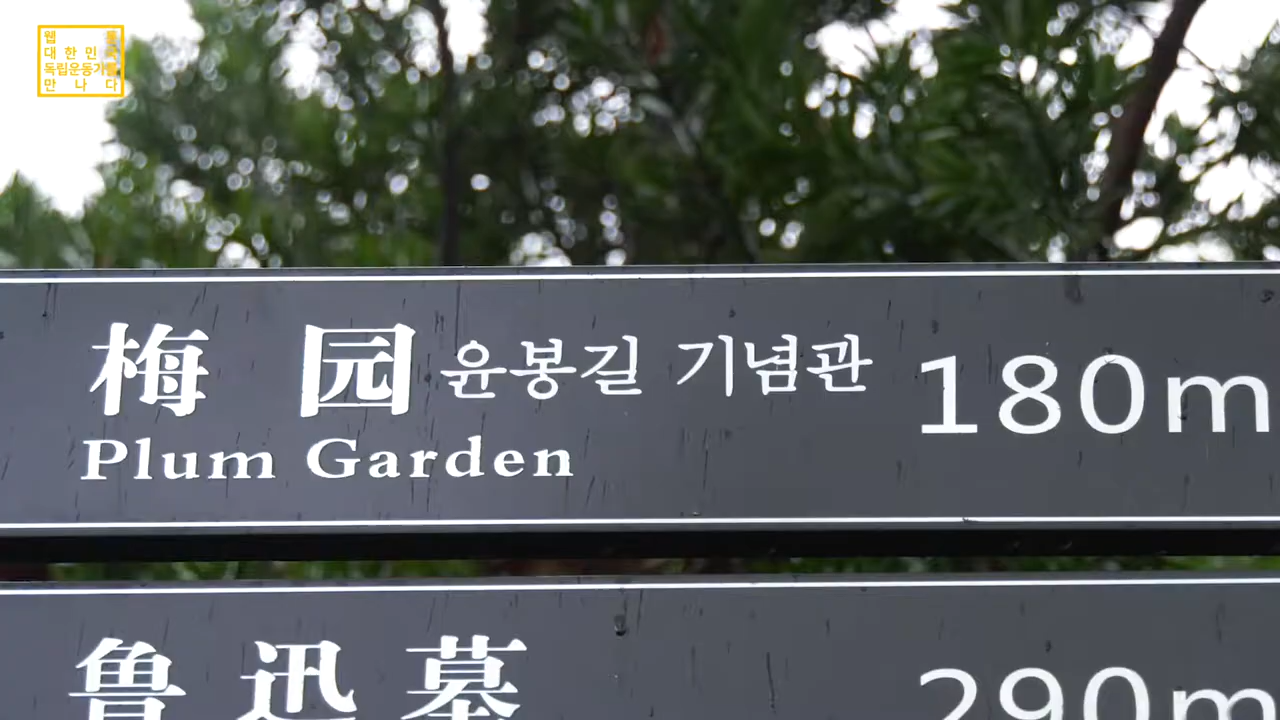 대한민
독립운동가를
만나다
梅园 윤봉길 기념관 180m
Plum Garden
鲁迅墓 290m